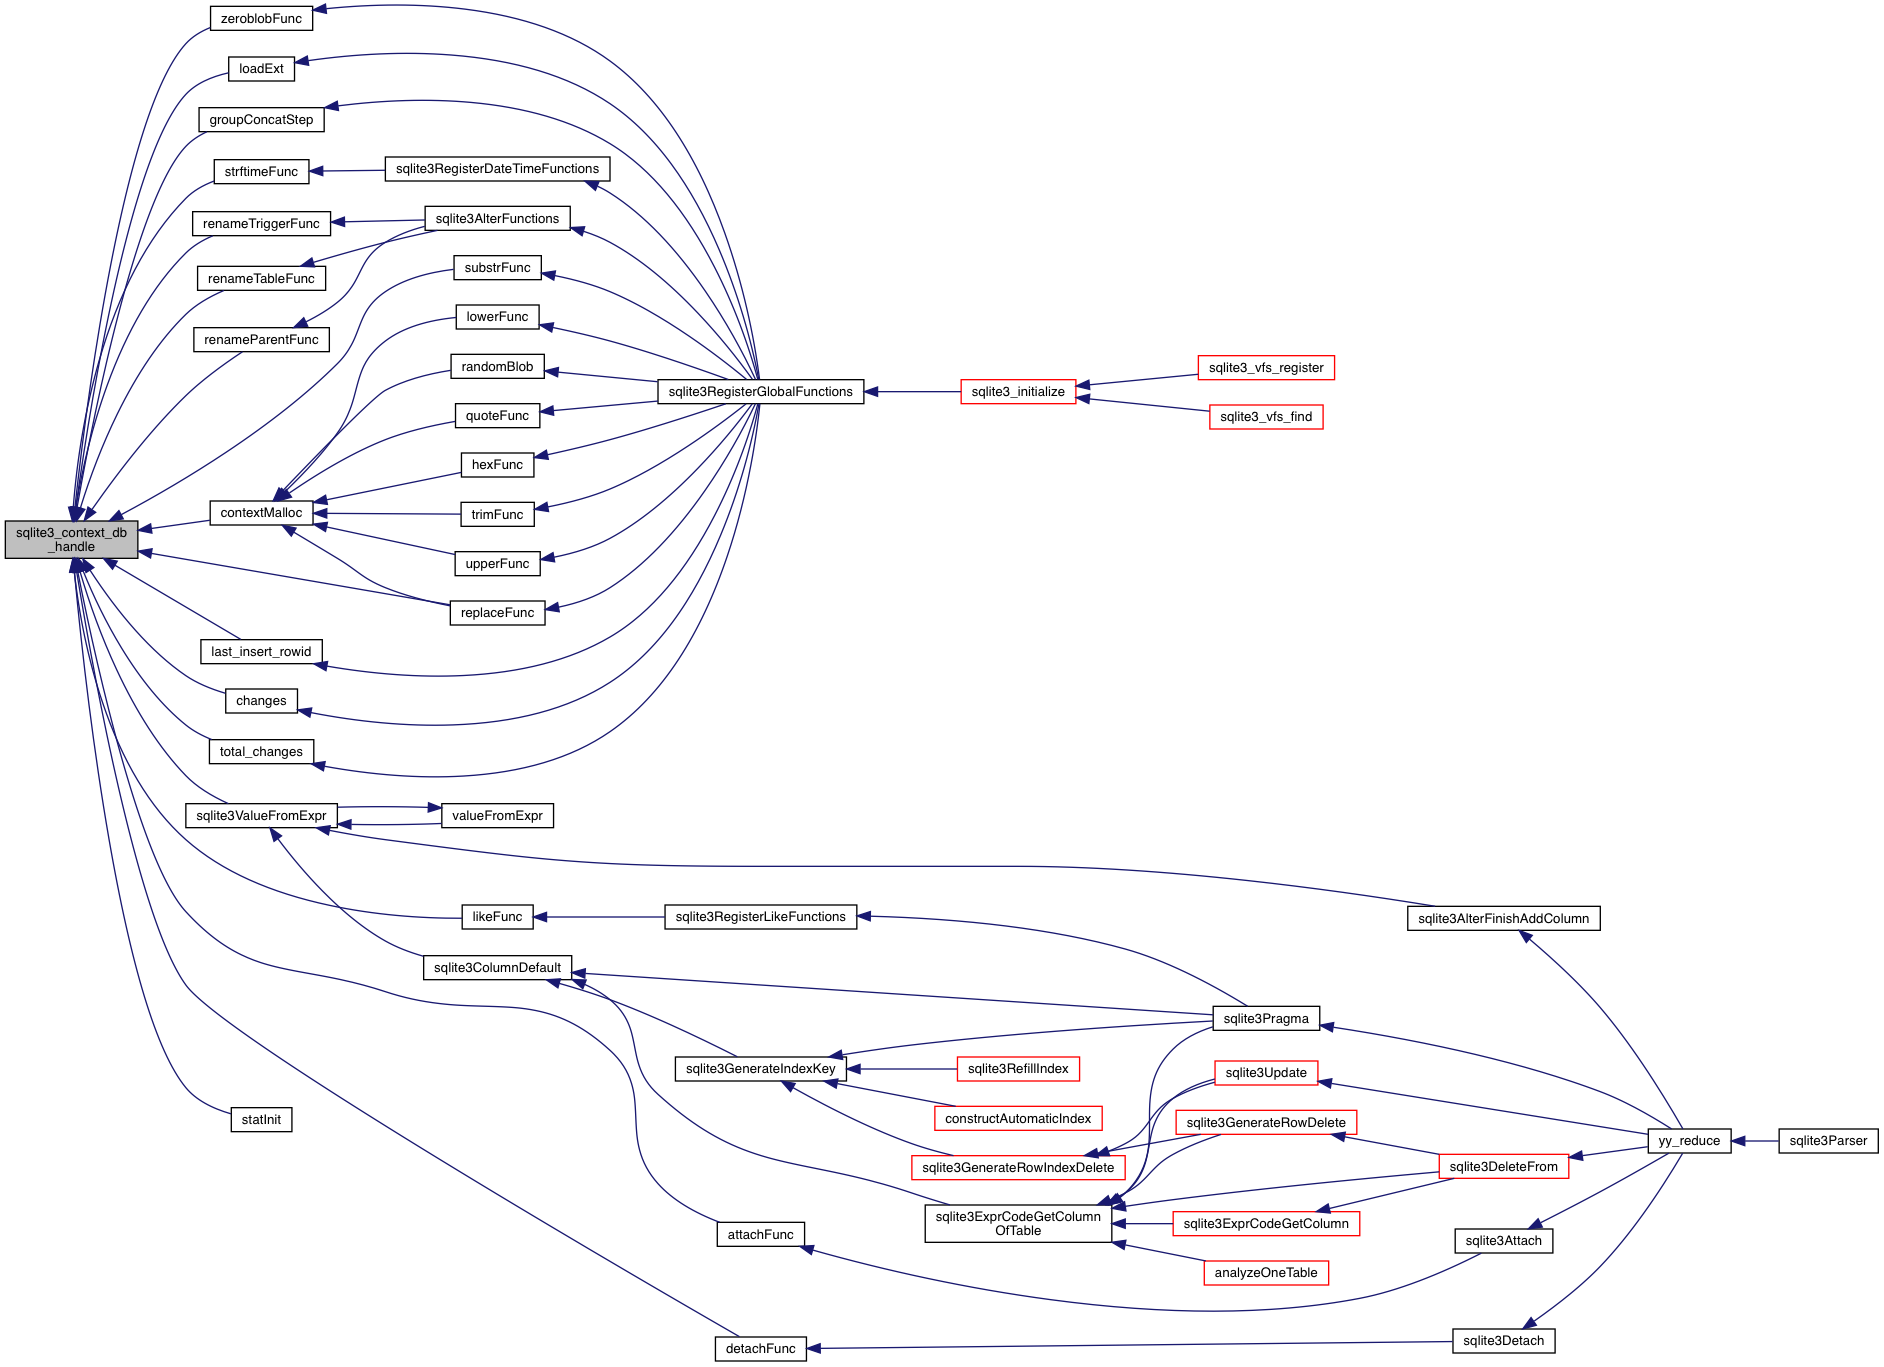 zeroblobFunc
loadExt
groupConcatStep
strftimeFunc
sqlite3RegisterDateTimeFunctions
renameTriggerFunc
sqlite3AlterFunctions
renameTableFunc
substrFunc
lowerFunc
renameParentFunc
randomBlob
sqlite3_vfs_register
sqlite3RegisterGlobalFunctions
sqlite3_initialize
quoteFunc
sqlite3_vfs_find
hexFunc
contextMalloc
trimFunc
sqlite3_context_db
_handle
upperFunc
replaceFunc
last_insert_rowid
changes
total_changes
sqlite3ValueFromExpr
valueFromExpr
likeFunc
sqlite3RegisterLikeFunctions
sqlite3AlterFinishAddColumn
sqlite3ColumnDefault
sqlite3Pragma
sqlite3GenerateIndexKey
sqlite3RefillIndex
sqlite3Update
statInit
constructAutomaticIndex
sqlite3GenerateRowDelete
yy_reduce
sqlite3Parser
sqlite3GenerateRowIndexDelete
sqlite3DeleteFrom
sqlite3ExprCodeGetColumn
OfTable
sqlite3ExprCodeGetColumn
attachFunc
sqlite3Attach
analyzeOneTable
detachFunc
sqlite3Detach